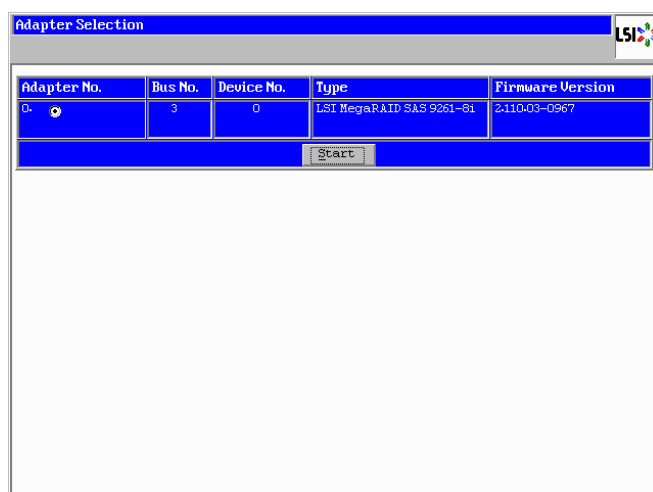 Adapter Selection
LSI
Adapter No. Bus No. Device No. Type Firmware Version
0. 3 0 LSI MegaRAID SAS 9261-8i 2.110.03-0967
Start